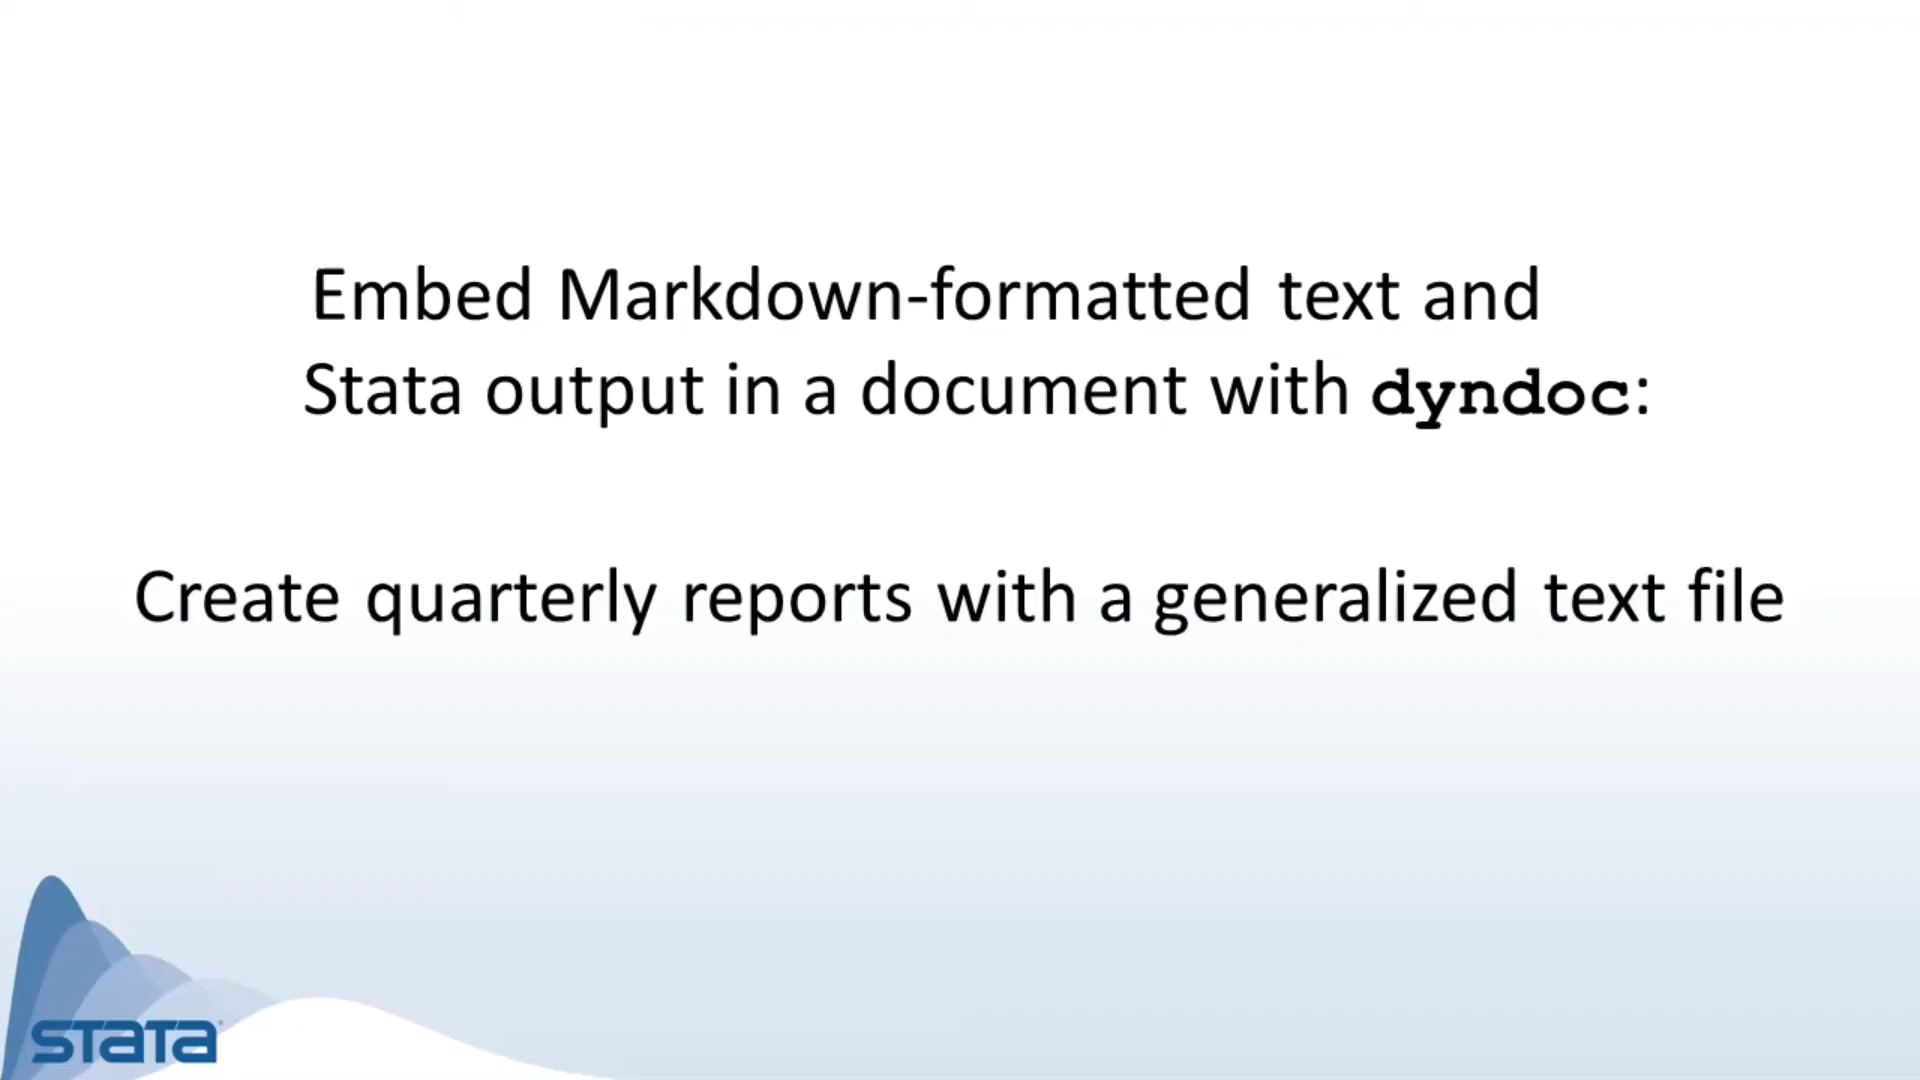 Embed Markdown-formatted text and
Stata output in a document with dyndoc:
Create quarterly reports with a generalized text file
stata